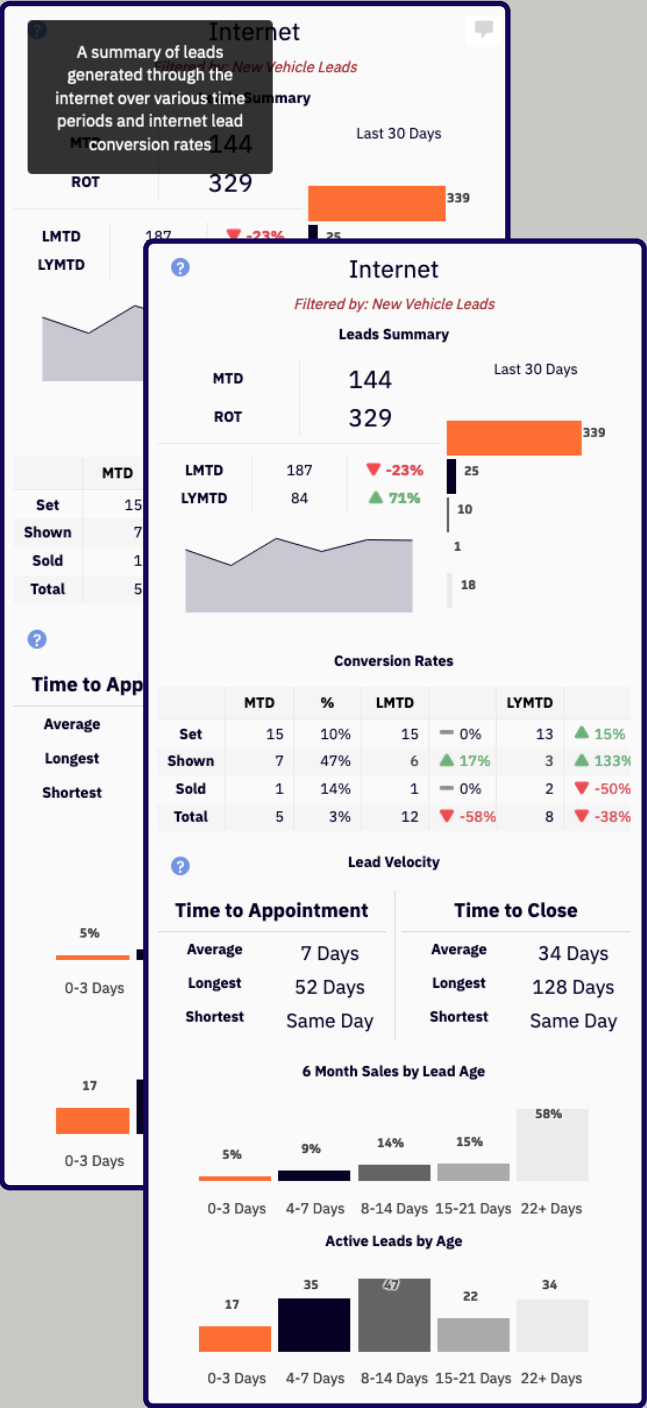 Internet
A summary of leads
generated through the
internet over various time
periods and internet lead
conversion rates
Filtered by: New Vehicle Leads
Leads Summary
Last 30 Days
MTD 144
ROT 329
339
25
LMTD 187 -23%
LYMTD
MTD
Set 15
Shown 7
Sold 1
Total 5
Time to App
Average
Longest
Shortest
5%
0-3 Days
17
0-3 Days
Internet
Filtered by: New Vehicle Leads
Leads Summary
MTD 144
ROT 329
LMTD 187 -23%
LYMTD 84 71%
Last 30 Days
339
25
10
1
18
Conversion Rates
MTD % LMTD LYMTD
Set 15 10% 15 0% 13 15%
Shown 7 47% 6 17% 3 133%
Sold 1 14% 1 0% 2 -50%
Total 5 3% 12 -58% 8 -38%
Lead Velocity
Time to Appointment
Average 7 Days
Longest 52 Days
Shortest Same Day
Time to Close
Average 34 Days
Longest 128 Days
Shortest Same Day
6 Month Sales by Lead Age
5% 9% 14% 15% 58%
0-3 Days 4-7 Days 8-14 Days 15-21 Days 22+ Days
Active Leads by Age
17 35 47 22 34
0-3 Days 4-7 Days 8-14 Days 15-21 Days 22+ Days